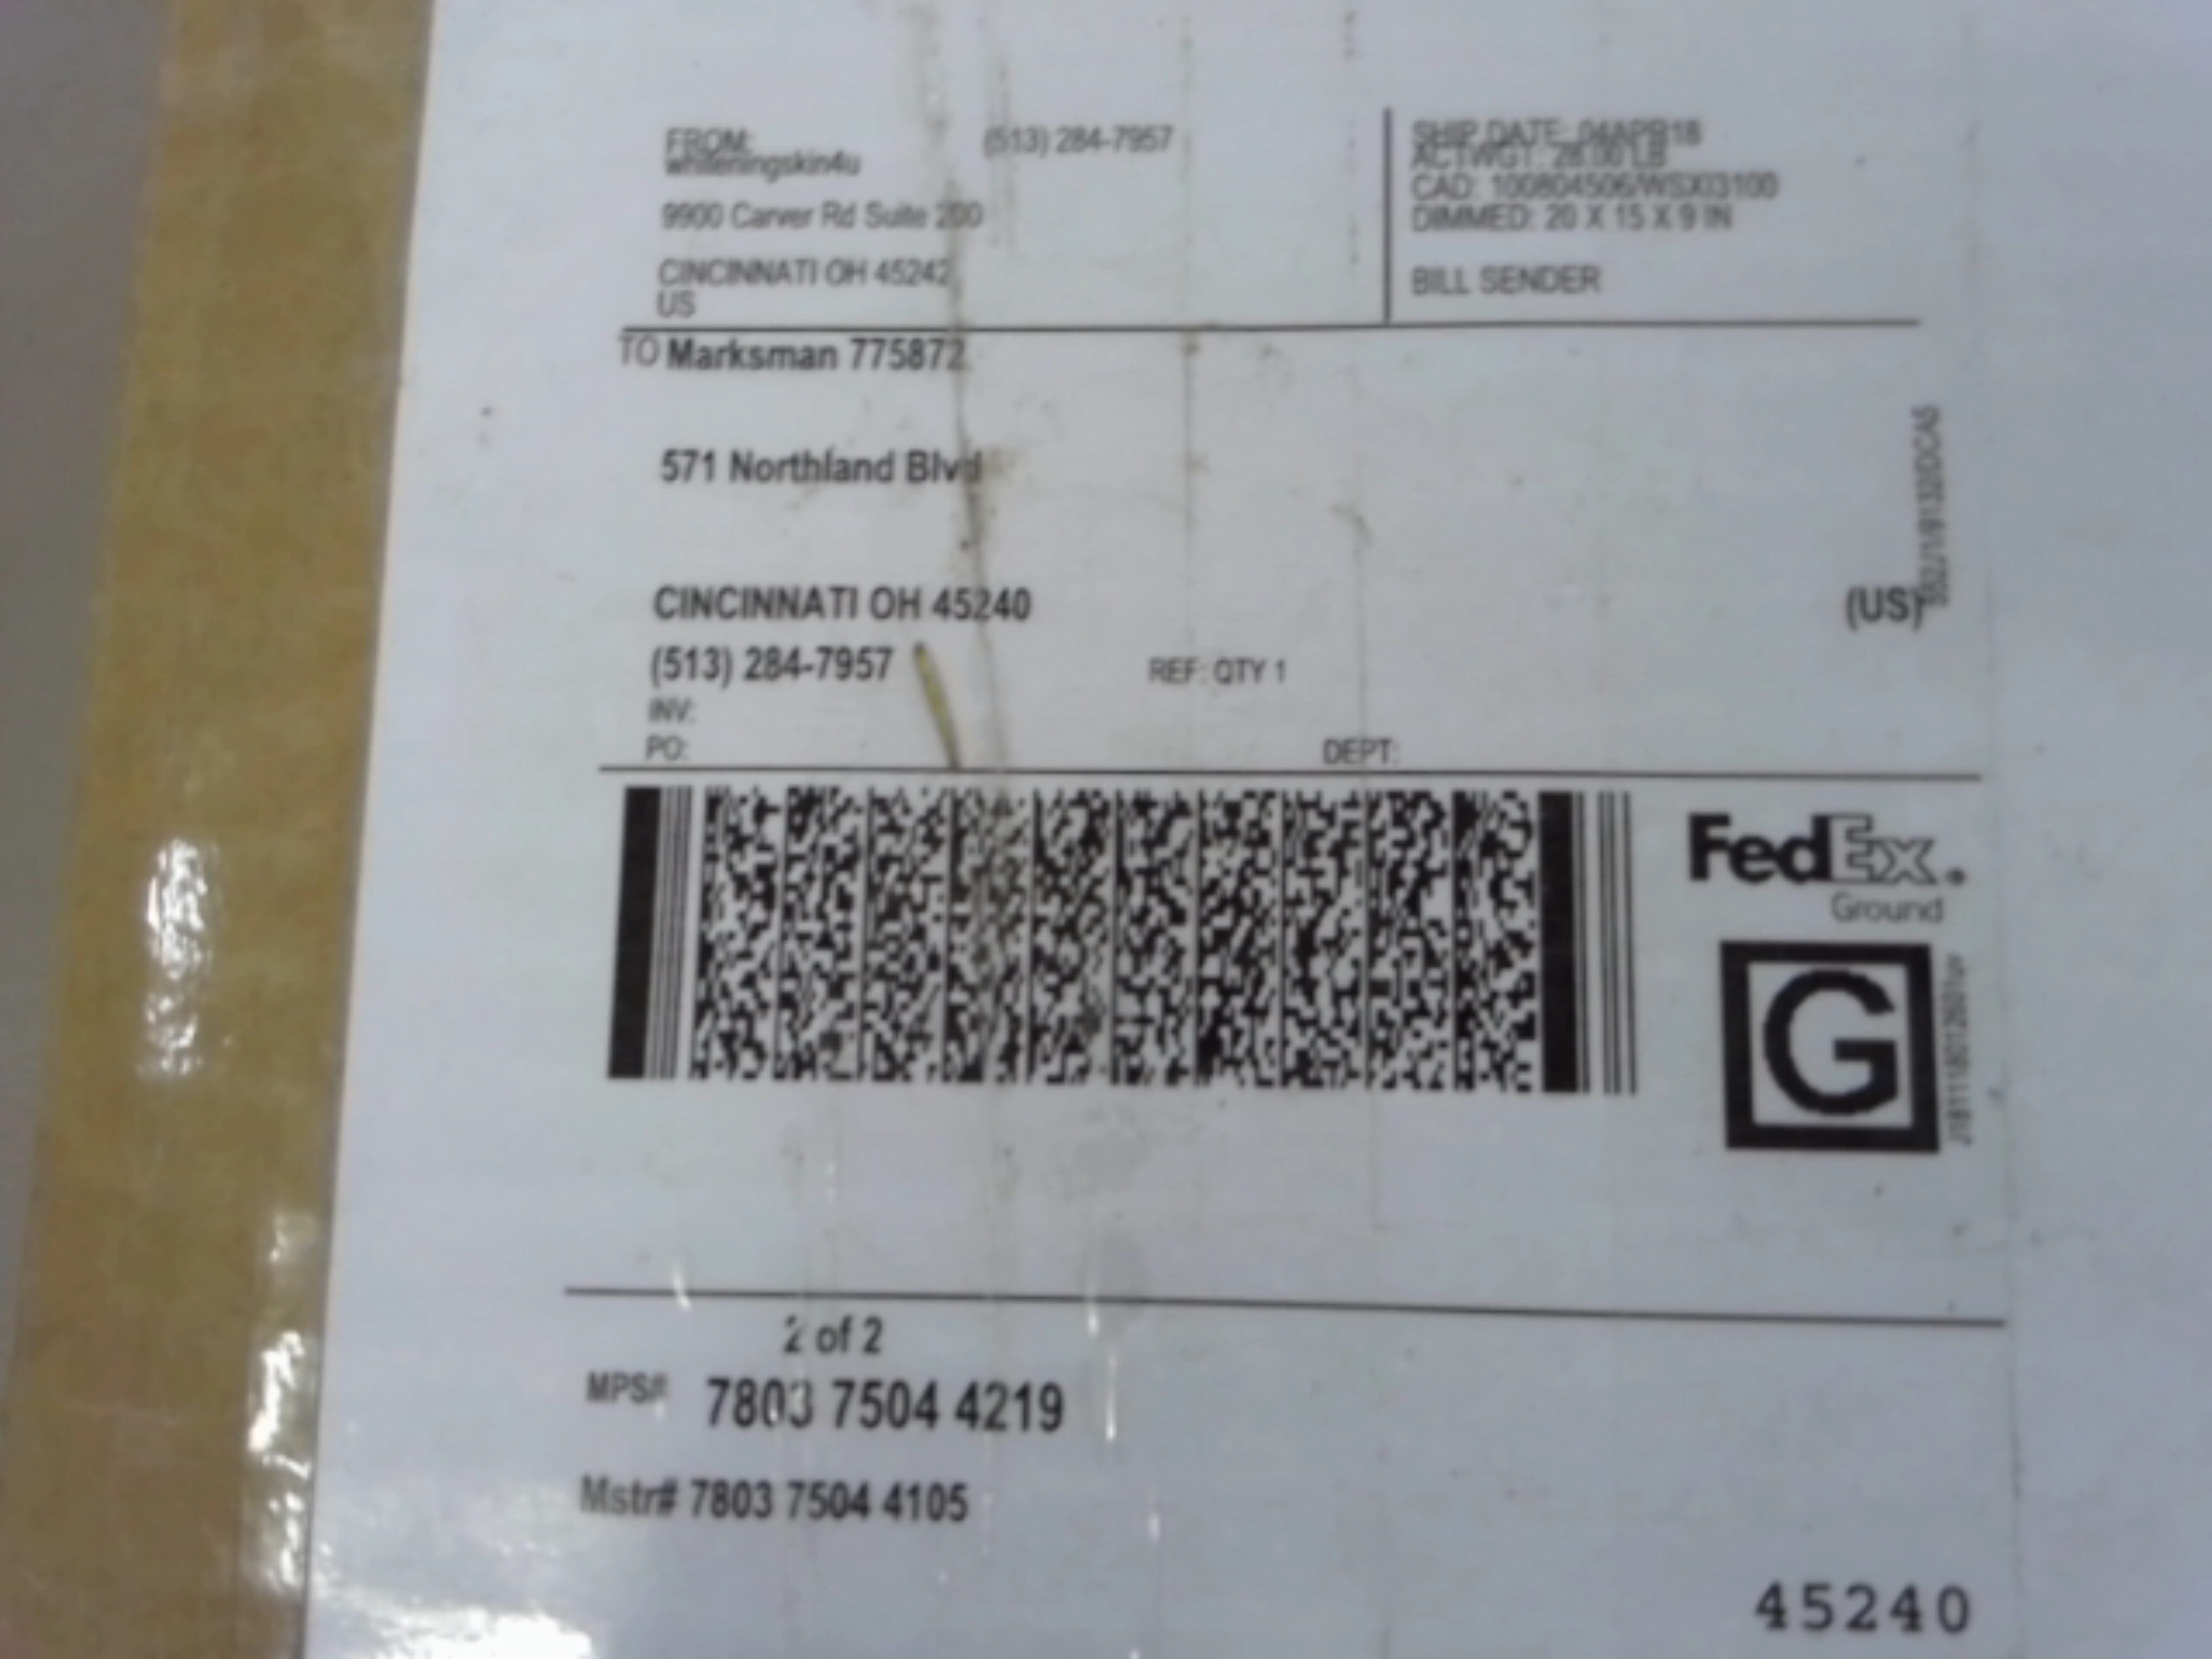 FROM: (513) 284-7957
whiteningskin4u
9900 Carver Rd Suite 200
CINCINNATI OH 45242
US
SHIP DATE: 04APR18
ACTWGT: 28.00 LB
CAD: 100804506/WSXI3100
DIMMED: 20 X 15 X 9 IN
BILL SENDER
TO Marksman 775872
571 Northland Blvd
CINCINNATI OH 45240
(US)
(513) 284-7957
REF: QTY 1
INV:
PO:
DEPT:
FedEx
Ground
G
2 of 2
MPS# 7803 7504 4219
Mstr# 7803 7504 4105
45240